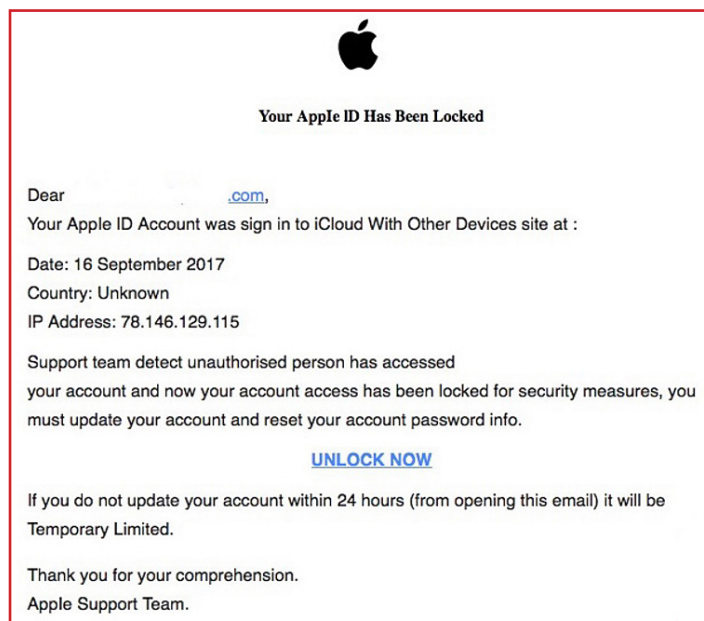 Your AppIe lD Has Been Locked
Dear .com,
Your Apple ID Account was sign in to iCloud With Other Devices site at :
Date: 16 September 2017
Country: Unknown
IP Address: 78.146.129.115
Support team detect unauthorised person has accessed
your account and now your account access has been locked for security measures, you
must update your account and reset your account password info.
UNLOCK NOW
If you do not update your account within 24 hours (from opening this email) it will be
Temporary Limited.
Thank you for your comprehension.
Apple Support Team.